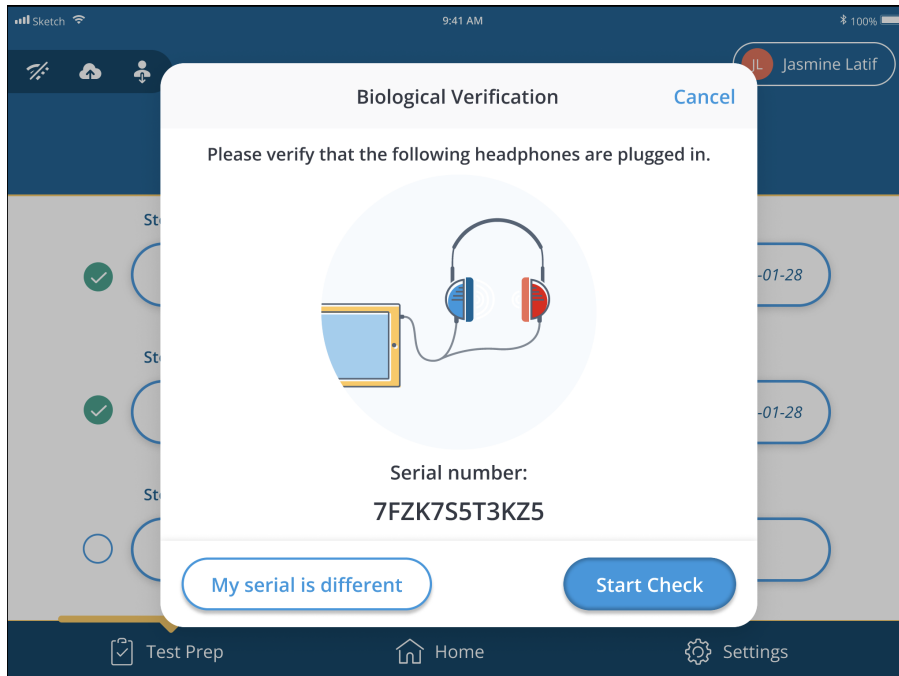 Sketch 9:41 AM 100%
JL Jasmine Latif
Biological Verification Cancel
Please verify that the following headphones are plugged in.
-01-28
-01-28
Serial number:
7FZK7S5T3KZ5
My serial is different Start Check
Test Prep Home Settings